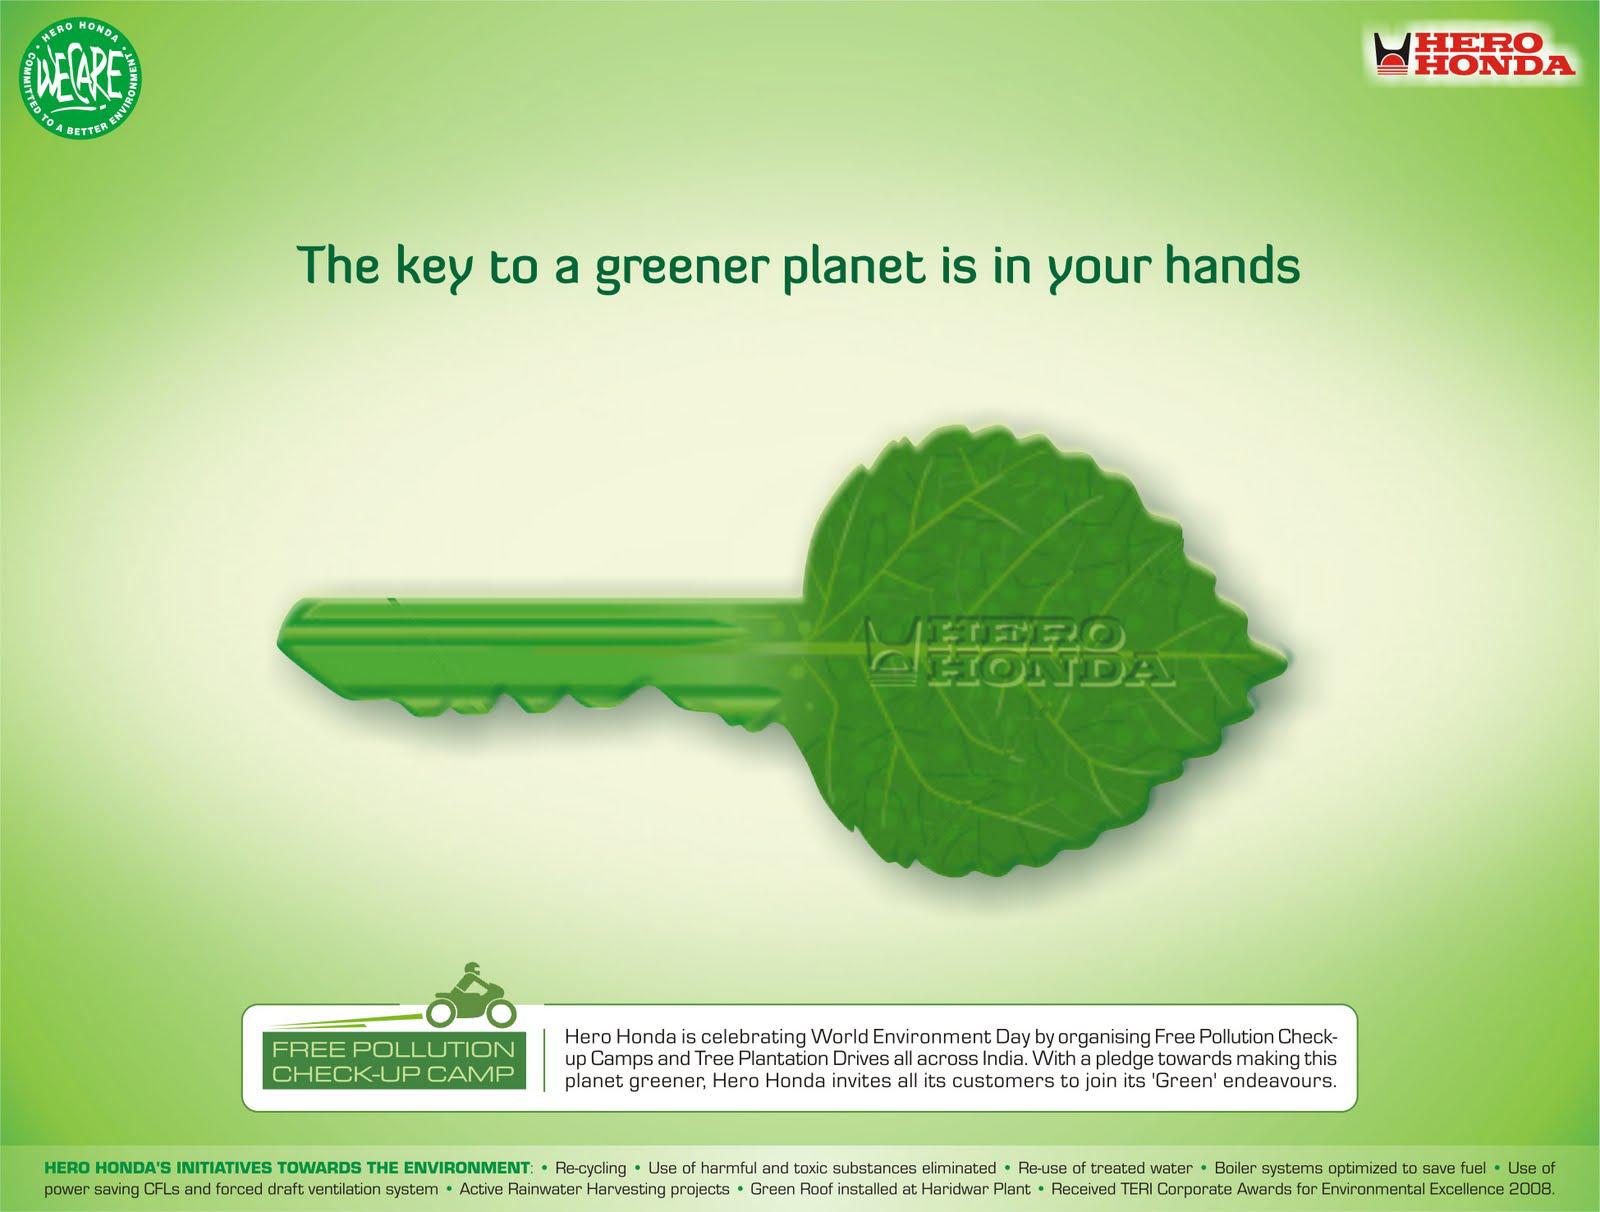 HERO HONDA
WE CARE
COMMITTED TO A BETTER ENVIRONMENT
HERO
HONDA
The key to a greener planet is in your hands
HERO
HONDA
FREE POLLUTION
CHECK-UP CAMP
Hero Honda is celebrating World Environment Day by organising Free Pollution Check-
up Camps and Tree Plantation Drives all across India. With a pledge towards making this
planet greener, Hero Honda invites all its customers to join its 'Green' endeavours.
HERO HONDA'S INITIATIVES TOWARDS THE ENVIRONMENT: • Re-cycling • Use of harmful and toxic substances eliminated • Re-use of treated water • Boiler systems optimized to save fuel • Use of
power saving CFLs and forced draft ventilation system • Active Rainwater Harvesting projects • Green Roof installed at Haridwar Plant • Received TERI Corporate Awards for Environmental Excellence 2008.